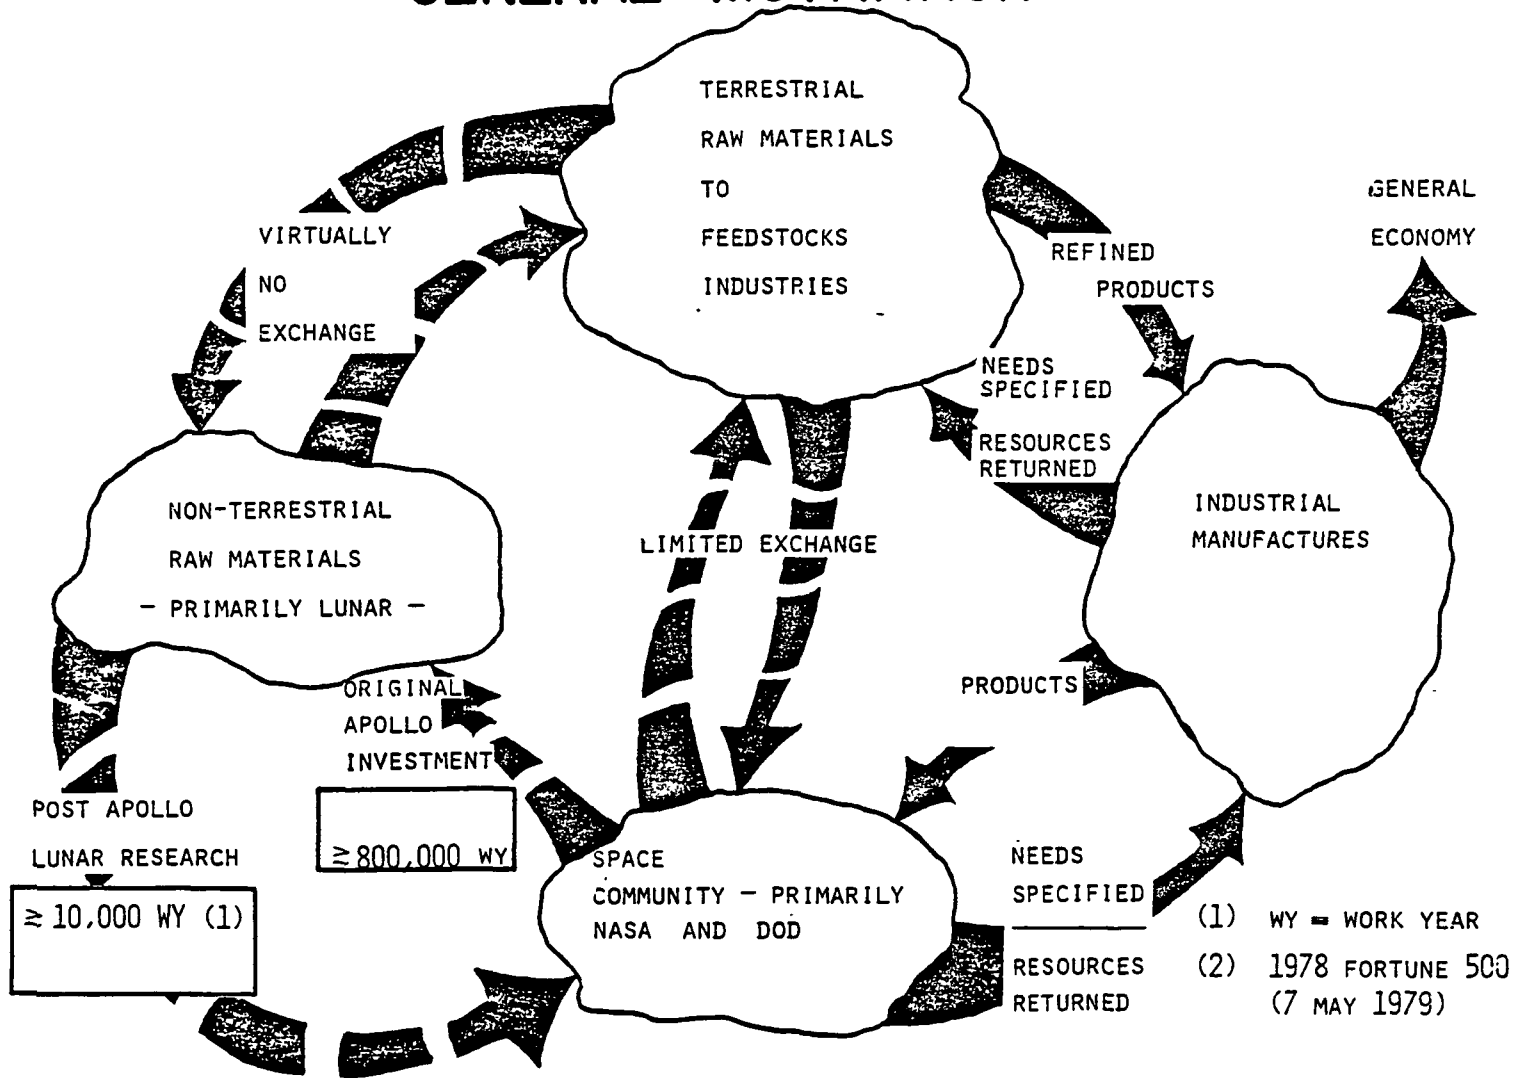 TERRESTRIAL
RAW MATERIALS
TO
FEEDSTOCKS
INDUSTRIES
GENERAL
ECONOMY
VIRTUALLY
NO
EXCHANGE
REFINED
PRODUCTS
NEEDS
SPECIFIED
RESOURCES
RETURNED
NON-TERRESTRIAL
RAW MATERIALS
- PRIMARILY LUNAR -
LIMITED EXCHANGE
INDUSTRIAL
MANUFACTURES
ORIGINAL
APOLLO
INVESTMENT
≥800,000 WY
PRODUCTS
POST APOLLO
LUNAR RESEARCH
≥10,000 WY (1)
SPACE
COMMUNITY - PRIMARILY
NASA AND DOD
NEEDS
SPECIFIED
RESOURCES
RETURNED
(1) WY = WORK YEAR
(2) 1978 FORTUNE 500
(7 MAY 1979)